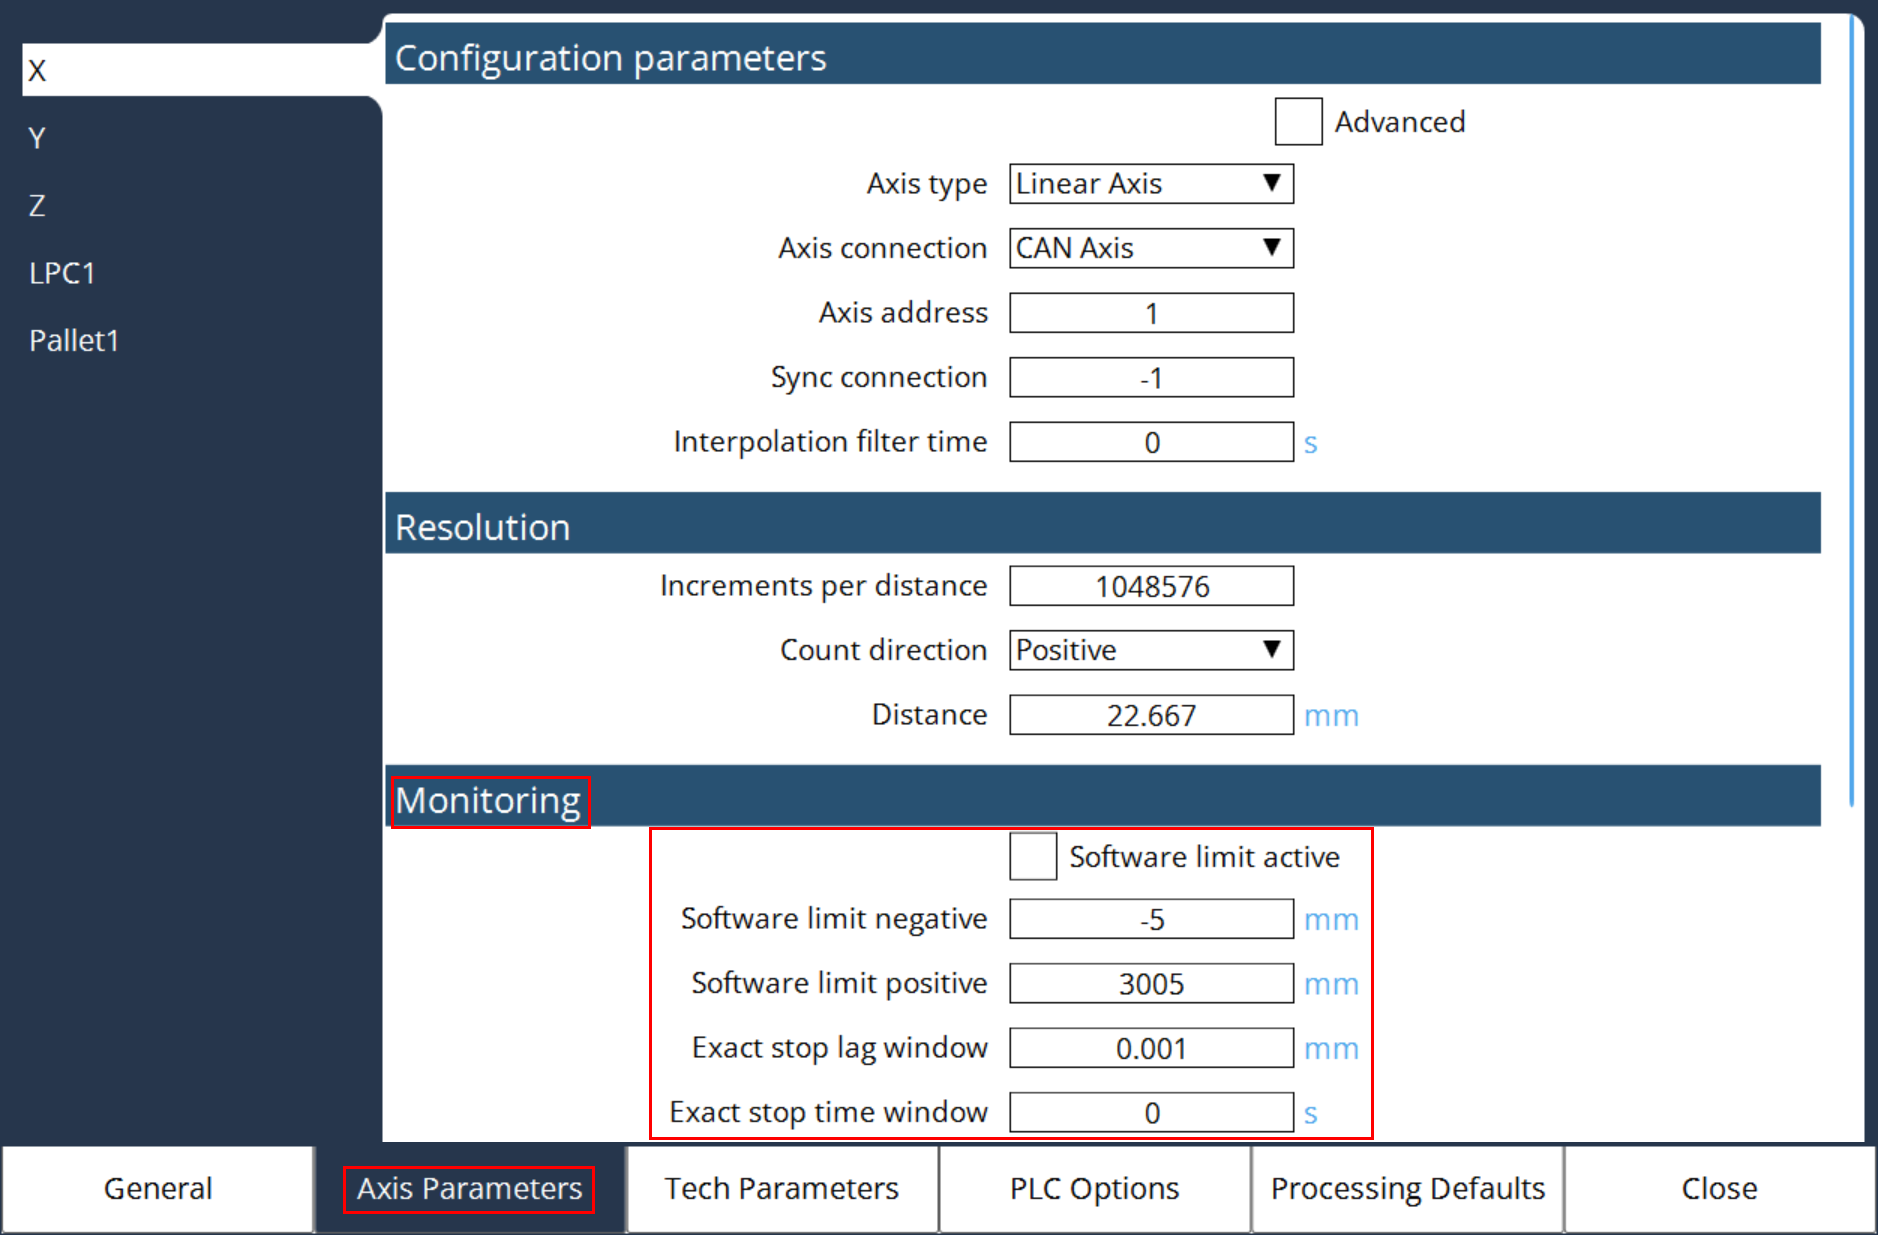 X
Y
Z
LPC1
Pallet1
Configuration parameters
Advanced
Axis type Linear Axis
Axis connection CAN Axis
Axis address 1
Sync connection -1
Interpolation filter time 0 s
Resolution
Increments per distance 1048576
Count direction Positive
Distance 22.667 mm
Monitoring
Software limit active
Software limit negative -5 mm
Software limit positive 3005 mm
Exact stop lag window 0.001 mm
Exact stop time window 0 s
General Axis Parameters Tech Parameters PLC Options Processing Defaults Close